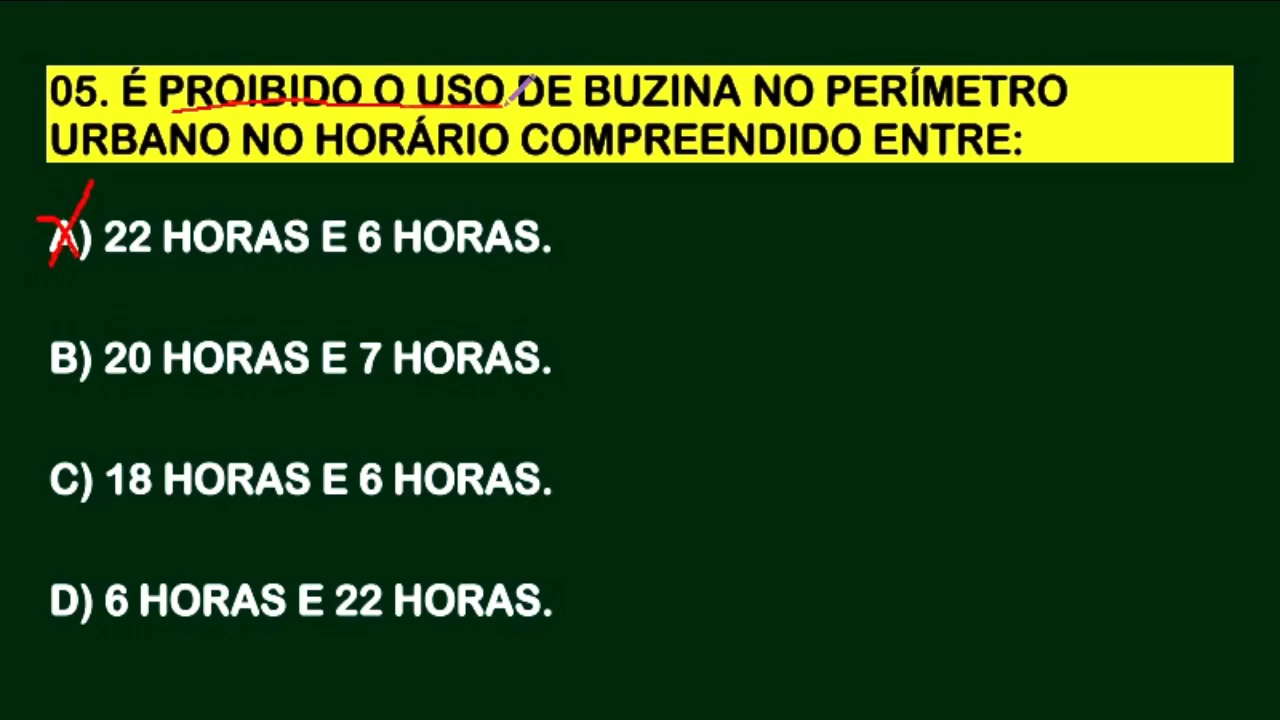 05. É PROIBIDO O USO DE BUZINA NO PERÍMETRO
URBANO NO HORÁRIO COMPREENDIDO ENTRE:
A) 22 HORAS E 6 HORAS.
B) 20 HORAS E 7 HORAS.
C) 18 HORAS E 6 HORAS.
D) 6 HORAS E 22 HORAS.